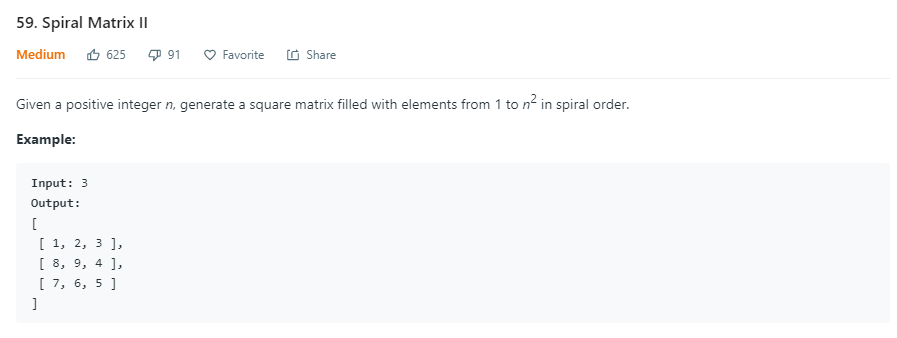 59. Spiral Matrix II
Medium 625 91 Favorite Share
Given a positive integer n, generate a square matrix filled with elements from 1 to n² in spiral order.
Example:
Input: 3
Output:
[
[ 1, 2, 3 ],
[ 8, 9, 4 ],
[ 7, 6, 5 ]
]